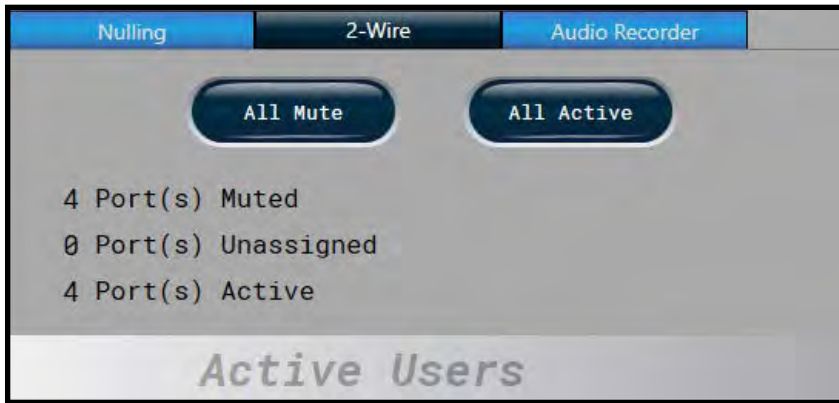 Nulling 2-Wire Audio Recorder
All Mute All Active
4 Port(s) Muted
0 Port(s) Unassigned
4 Port(s) Active
Active Users